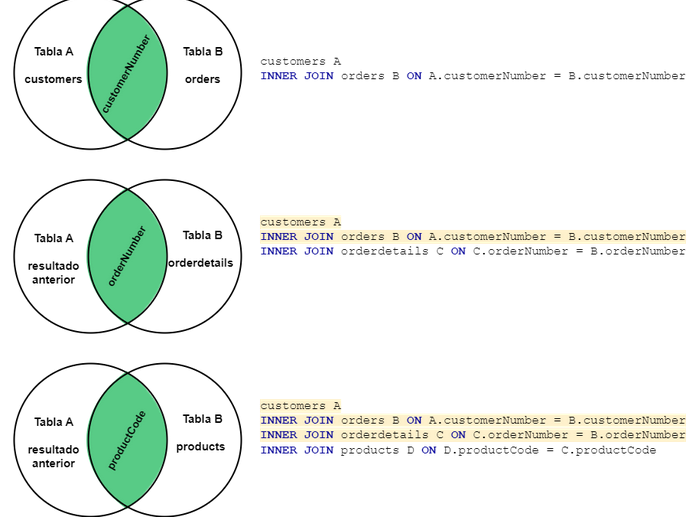 Tabla A
customers
customerNumber
Tabla B
orders
customers A
INNER JOIN orders B ON A.customerNumber = B.customerNumber
Tabla A
resultado
anterior
orderNumber
Tabla B
orderdetails
customers A
INNER JOIN orders B ON A.customerNumber = B.customerNumber
INNER JOIN orderdetails C ON C.orderNumber = B.orderNumber
Tabla A
resultado
anterior
productCode
Tabla B
products
customers A
INNER JOIN orders B ON A.customerNumber = B.customerNumber
INNER JOIN orderdetails C ON C.orderNumber = B.orderNumber
INNER JOIN products D ON D.productCode = C.productCode